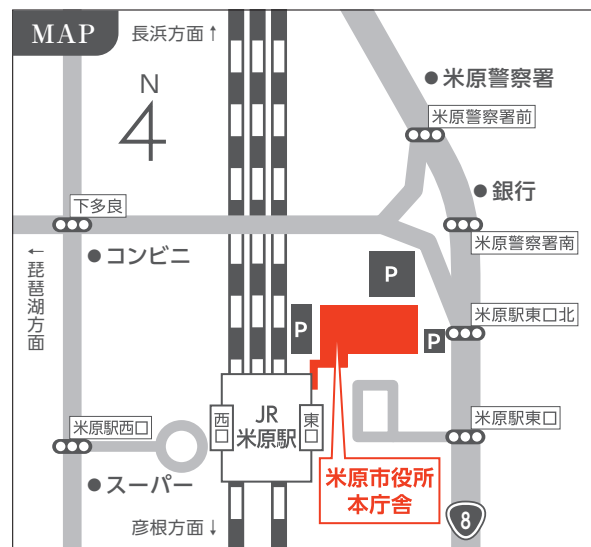 MAP
長浜方面↑
N
米原警察署
米原警察署前
下多良
銀行
コンビニ
米原警察署南
←琵琶湖方面
P
P
P
米原駅東口北
JR
米原駅
西口
東口
米原駅西口
米原駅東口
スーパー
米原市役所
本庁舎
彦根方面↓
8